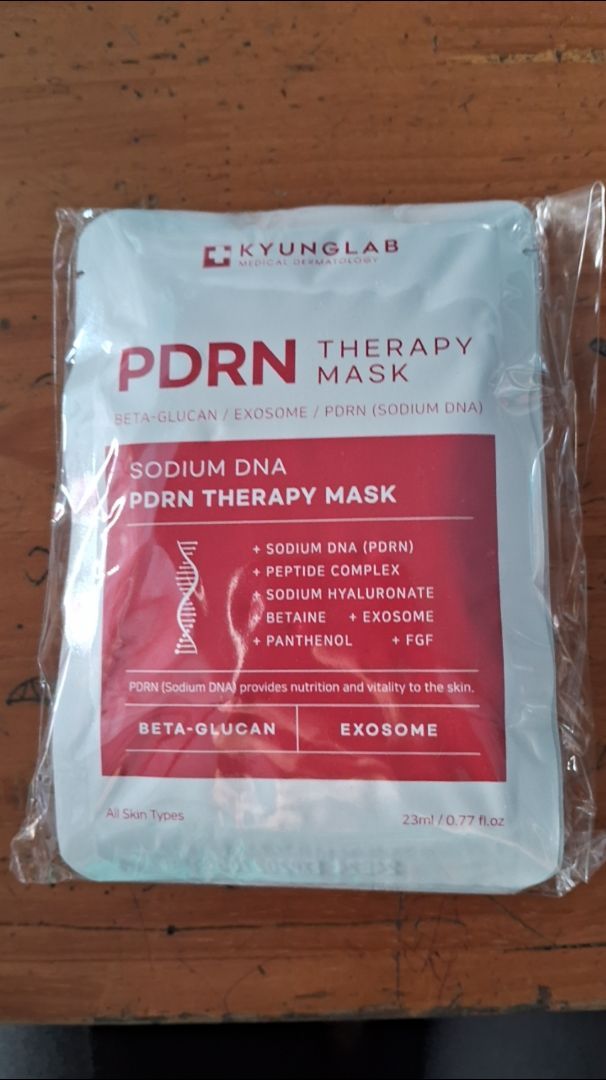 KYUNGLAB
MEDICAL DERMATOLOGY
PDRN THERAPY
MASK
BETA-GLUCAN / EXOSOME / PDRN (SODIUM DNA)
SODIUM DNA
PDRN THERAPY MASK
+ SODIUM DNA (PDRN)
+ PEPTIDE COMPLEX
+ SODIUM HYALURONATE
+ BETAINE + EXOSOME
+ PANTHENOL + FGF
PDRN (Sodium DNA) provides nutrition and vitality to the skin.
BETA-GLUCAN EXOSOME
All Skin Types 23ml / 0.77 fl.oz